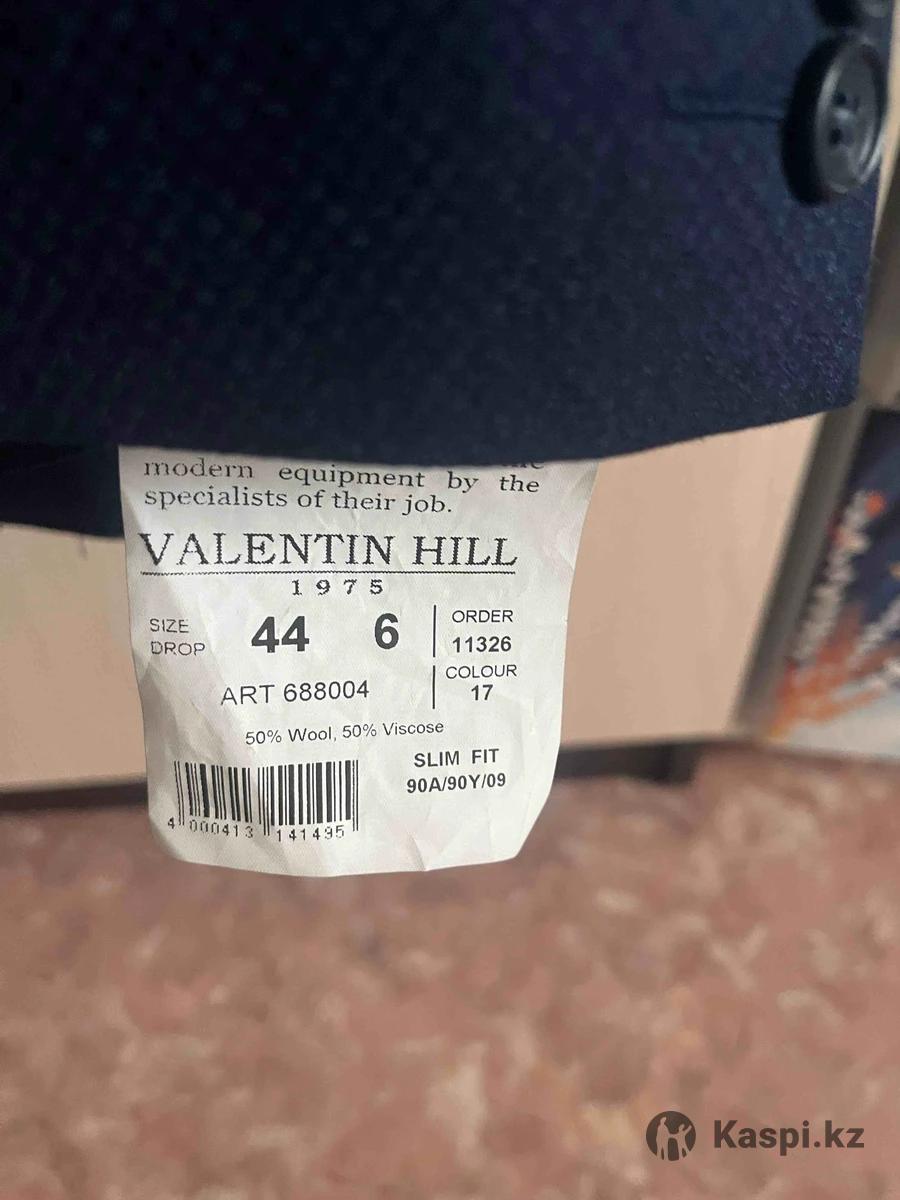 modern equipment by the
specialists of their job.
VALENTIN HILL
1975
SIZE 44 6
DROP
ORDER
11326
ART 688004
COLOUR
17
50% Wool, 50% Viscose
SLIM FIT
90A/90Y/09
4 000413 141495
Kaspi.kz